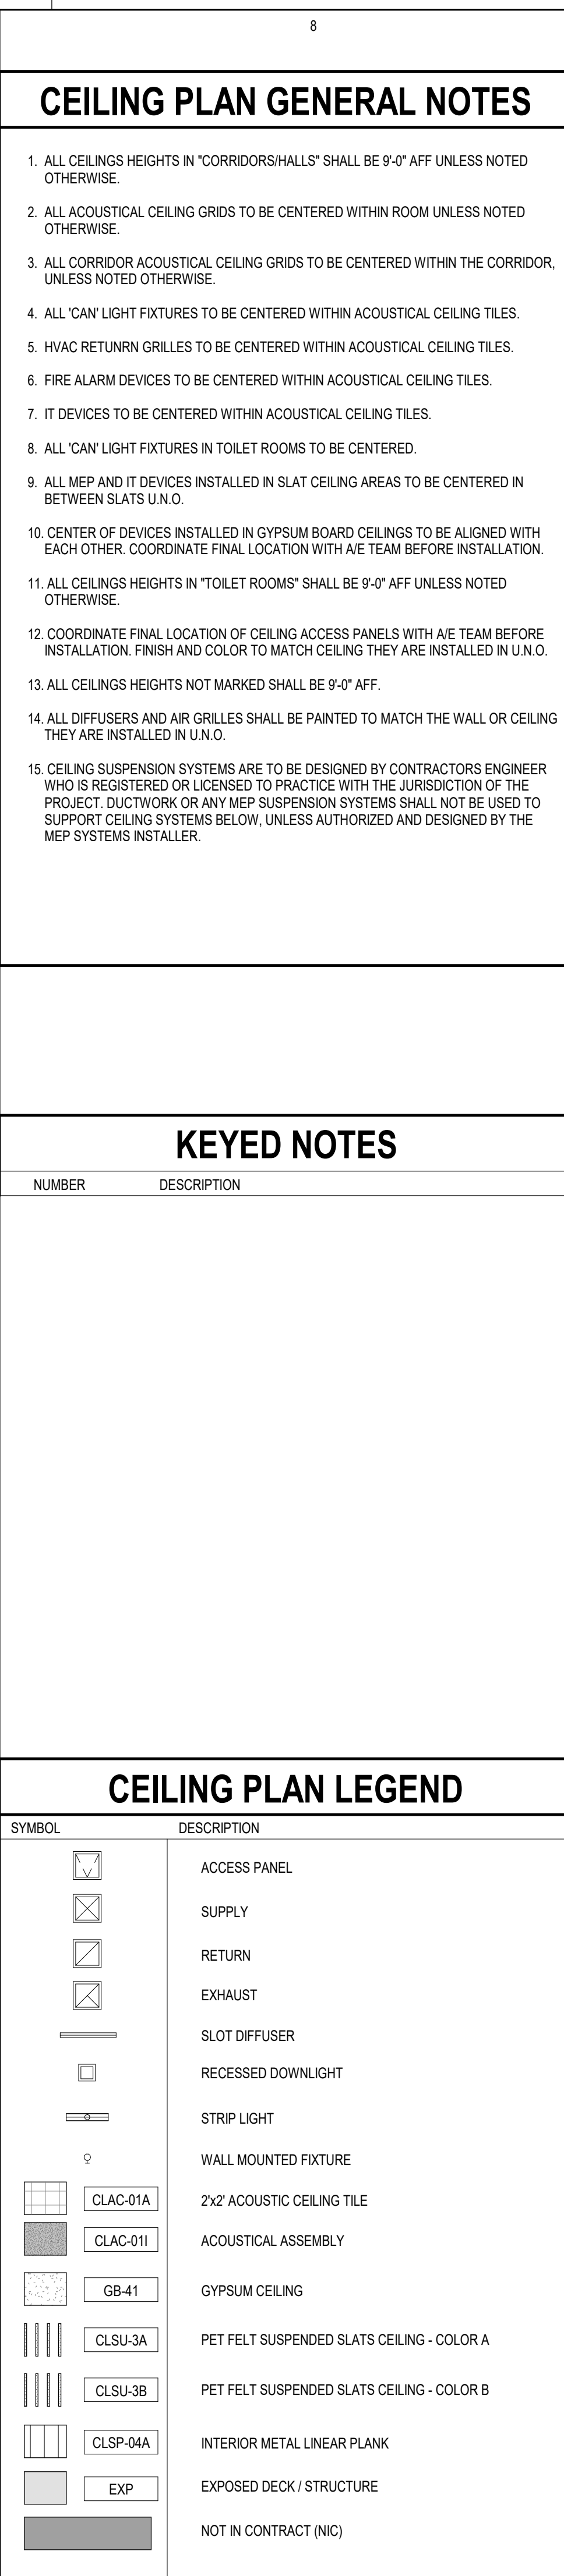 8
CEILING PLAN GENERAL NOTES
1. ALL CEILINGS HEIGHTS IN "CORRIDORS/HALLS" SHALL BE 9'-0" AFF UNLESS NOTED
OTHERWISE.
2. ALL ACOUSTICAL CEILING GRIDS TO BE CENTERED WITHIN ROOM UNLESS NOTED
OTHERWISE.
3. ALL CORRIDOR ACOUSTICAL CEILING GRIDS TO BE CENTERED WITHIN THE CORRIDOR,
UNLESS NOTED OTHERWISE.
4. ALL 'CAN' LIGHT FIXTURES TO BE CENTERED WITHIN ACOUSTICAL CEILING TILES.
5. HVAC RETUNRN GRILLES TO BE CENTERED WITHIN ACOUSTICAL CEILING TILES.
6. FIRE ALARM DEVICES TO BE CENTERED WITHIN ACOUSTICAL CEILING TILES.
7. IT DEVICES TO BE CENTERED WITHIN ACOUSTICAL CEILING TILES.
8. ALL 'CAN' LIGHT FIXTURES IN TOILET ROOMS TO BE CENTERED.
9. ALL MEP AND IT DEVICES INSTALLED IN SLAT CEILING AREAS TO BE CENTERED IN
BETWEEN SLATS U.N.O.
10. CENTER OF DEVICES INSTALLED IN GYPSUM BOARD CEILINGS TO BE ALIGNED WITH
EACH OTHER. COORDINATE FINAL LOCATION WITH A/E TEAM BEFORE INSTALLATION.
11. ALL CEILINGS HEIGHTS IN "TOILET ROOMS" SHALL BE 9'-0" AFF UNLESS NOTED
OTHERWISE.
12. COORDINATE FINAL LOCATION OF CEILING ACCESS PANELS WITH A/E TEAM BEFORE
INSTALLATION. FINISH AND COLOR TO MATCH CEILING THEY ARE INSTALLED IN U.N.O.
13. ALL CEILINGS HEIGHTS NOT MARKED SHALL BE 9'-0" AFF.
14. ALL DIFFUSERS AND AIR GRILLES SHALL BE PAINTED TO MATCH THE WALL OR CEILING
THEY ARE INSTALLED IN U.N.O.
15. CEILING SUSPENSION SYSTEMS ARE TO BE DESIGNED BY CONTRACTORS ENGINEER
WHO IS REGISTERED OR LICENSED TO PRACTICE WITH THE JURISDICTION OF THE
PROJECT. DUCTWORK OR ANY MEP SUSPENSION SYSTEMS SHALL NOT BE USED TO
SUPPORT CEILING SYSTEMS BELOW, UNLESS AUTHORIZED AND DESIGNED BY THE
MEP SYSTEMS INSTALLER.
KEYED NOTES
NUMBER DESCRIPTION
CEILING PLAN LEGEND
SYMBOL DESCRIPTION
ACCESS PANEL
SUPPLY
RETURN
EXHAUST
SLOT DIFFUSER
RECESSED DOWNLIGHT
STRIP LIGHT
WALL MOUNTED FIXTURE
CLAC-01A 2'x2' ACOUSTIC CEILING TILE
CLAC-01I ACOUSTICAL ASSEMBLY
GB-41 GYPSUM CEILING
CLSU-3A PET FELT SUSPENDED SLATS CEILING - COLOR A
CLSU-3B PET FELT SUSPENDED SLATS CEILING - COLOR B
CLSP-04A INTERIOR METAL LINEAR PLANK
EXP EXPOSED DECK / STRUCTURE
NOT IN CONTRACT (NIC)